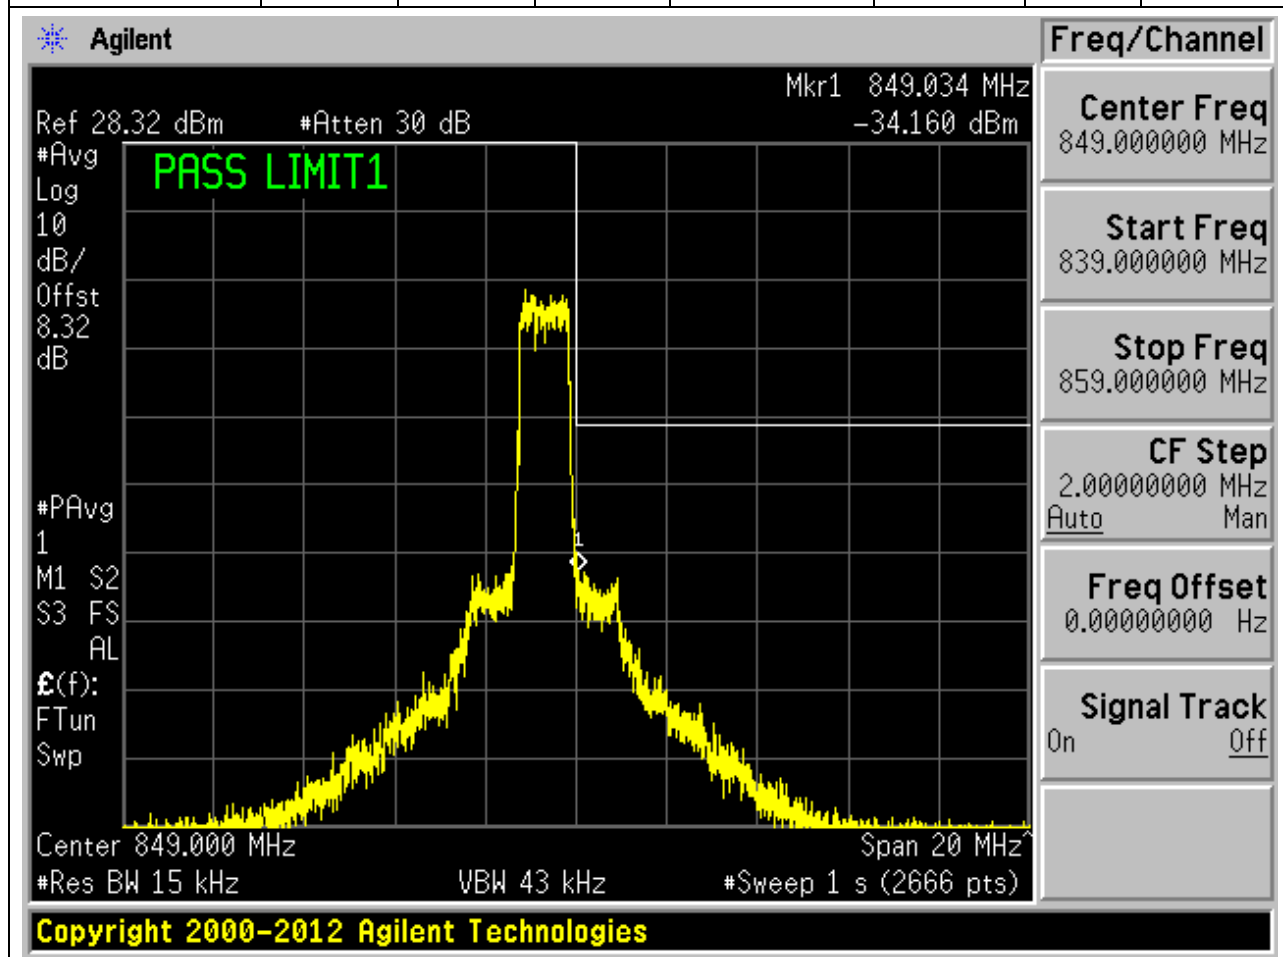 Agilent
Freq/Channel
Mkr1 849.034 MHz
Ref 28.32 dBm #Atten 30 dB -34.160 dBm
#Avg
Log
10
dB/
Offst
8.32
dB
PASS LIMIT1
#PAvg
1
M1 S2
S3 FS
AL
£(f):
FTun
Swp
1
Center 849.000 MHz Span 20 MHz^
#Res BW 15 kHz VBW 43 kHz #Sweep 1 s (2666 pts)
Center Freq
849.000000 MHz
Start Freq
839.000000 MHz
Stop Freq
859.000000 MHz
CF Step
2.00000000 MHz
Auto Man
Freq Offset
0.00000000 Hz
Signal Track
On Off
Copyright 2000-2012 Agilent Technologies